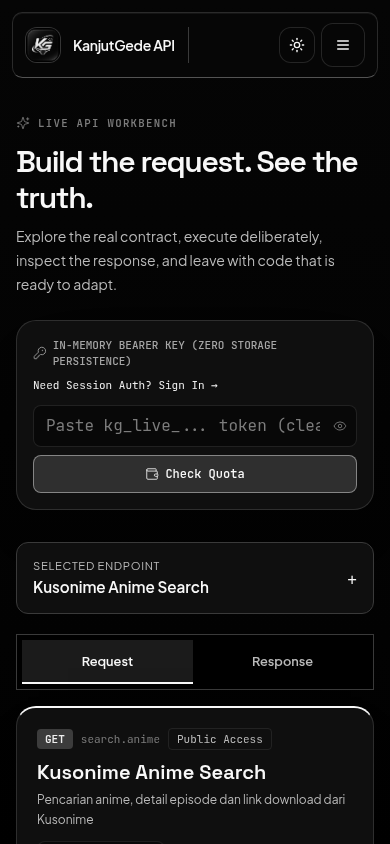 KG
KanjutGede API
LIVE API WORKBENCH
Build the request. See the
truth.
Explore the real contract, execute deliberately,
inspect the response, and leave with code that is
ready to adapt.
IN-MEMORY BEARER KEY (ZERO STORAGE
PERSISTENCE)
Need Session Auth? Sign In →
Paste kg_live_... token (clea
Check Quota
SELECTED ENDPOINT
Kusonime Anime Search
+
Request Response
GET search.anime Public Access
Kusonime Anime Search
Pencarian anime, detail episode dan link download dari
Kusonime